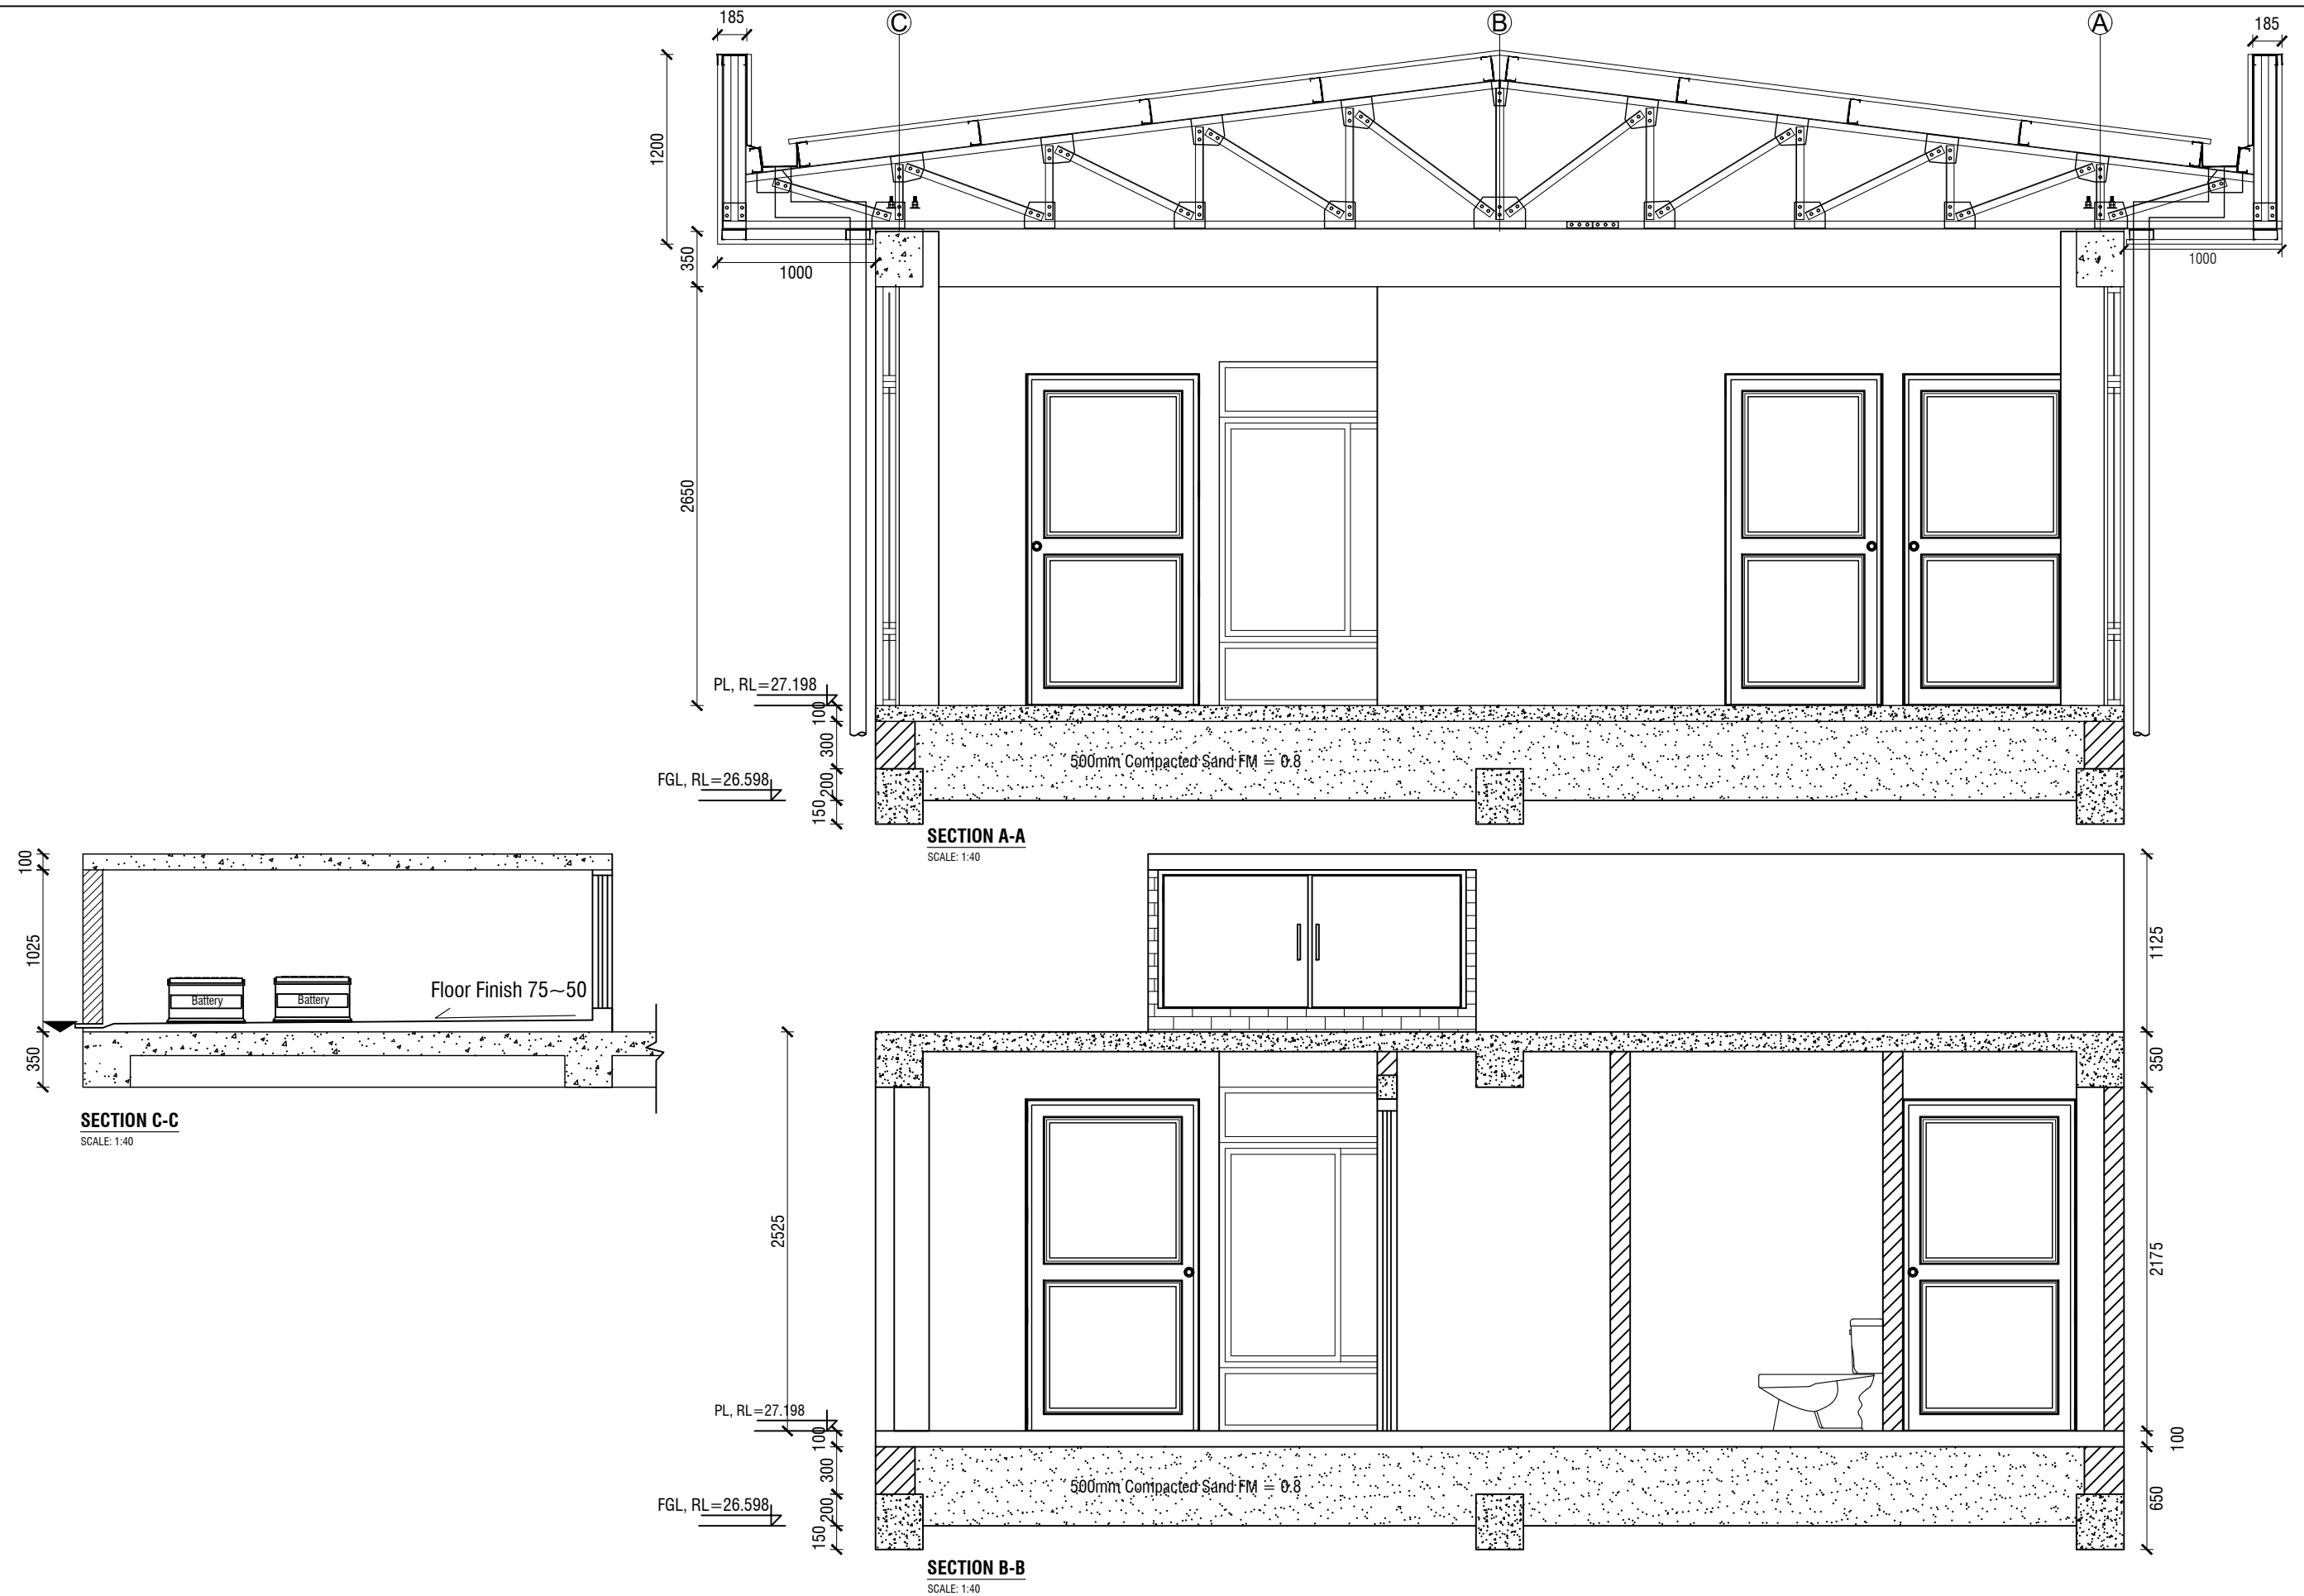 185
C
B
A
185
1200
350
1000
1000
2650
PL, RL=27.198
100
300
500mm Compacted Sand FM = 0.8
FGL, RL=26.598
200
150
SECTION A-A
SCALE: 1:40
100
1025
Battery
Battery
Floor Finish 75~50
350
SECTION C-C
SCALE: 1:40
1125
350
2525
2175
PL, RL=27.198
100
100
300
500mm Compacted Sand FM = 0.8
FGL, RL=26.598
200
150
650
SECTION B-B
SCALE: 1:40